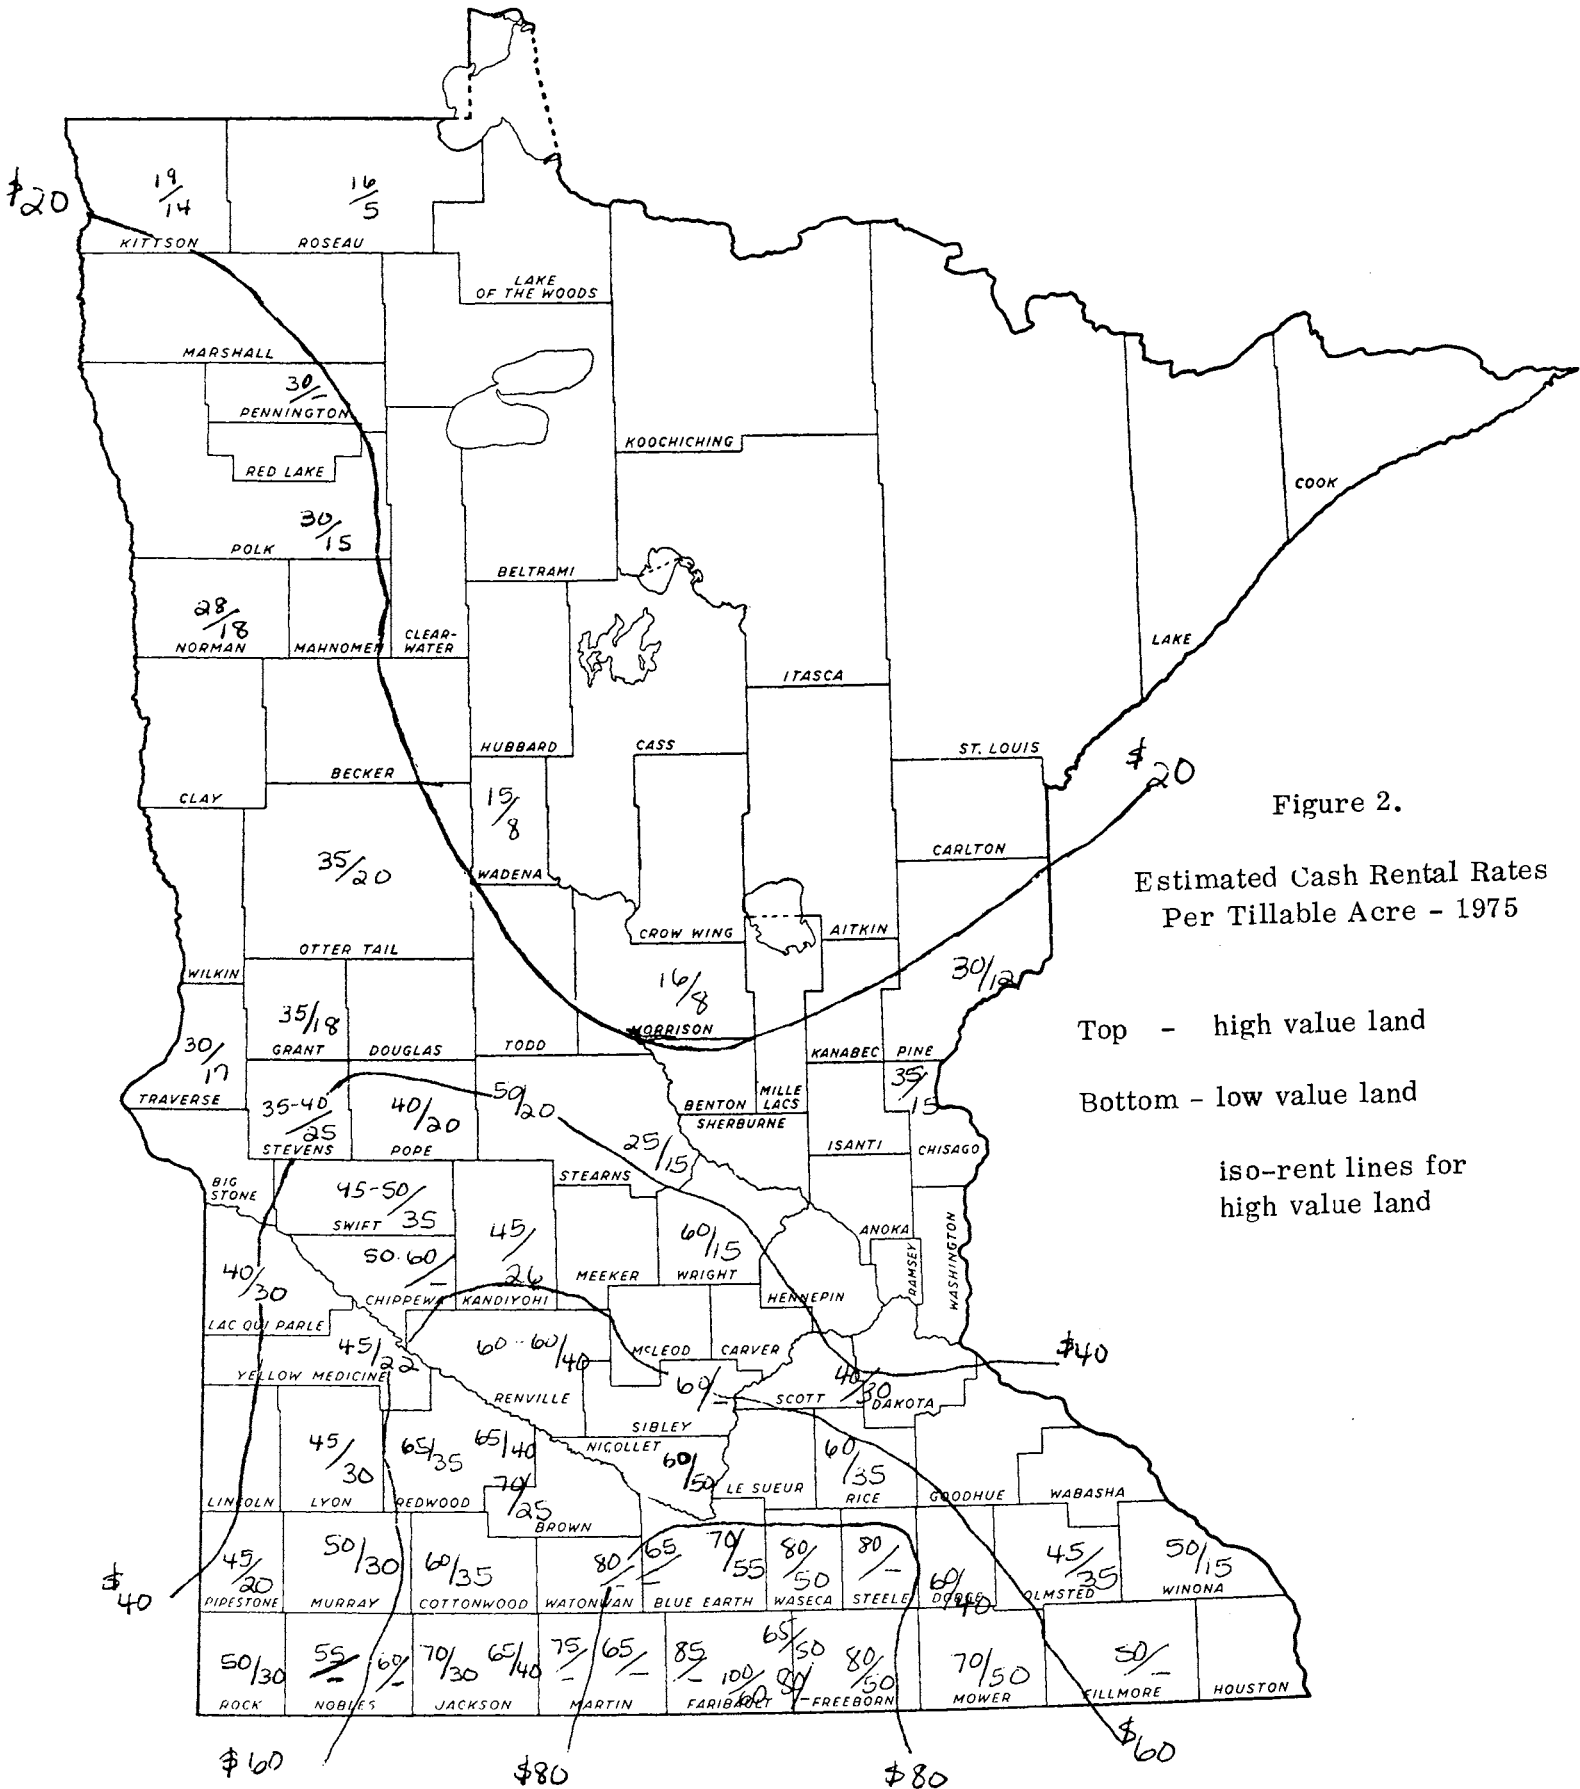 $20
19/14
KITTSON
16/5
ROSEAU
LAKE
OF THE WOODS
MARSHALL
30/-
PENNINGTON
RED LAKE
KOOCHICHING
COOK
30/15
POLK
BELTRAMI
28/18
NORMAN
MAHNOMEN
CLEAR-
WATER
LAKE
ITASCA
HUBBARD
CASS
ST. LOUIS
$20
BECKER
CLAY
15/8
WADENA
35/20
OTTER TAIL
CARLTON
Figure 2.
Estimated Cash Rental Rates
Per Tillable Acre - 1975
CROW WING
AITKIN
WILKIN
16/8
MORRISON
30/12
35/18
GRANT
DOUGLAS
TODD
KANABEC
PINE
Top - high value land
30/17
TRAVERSE
35-40/25
STEVENS
40/20
POPE
50/20
BENTON
MILLE
LACS
SHERBURNE
35/15
Bottom - low value land
25/15
STEARNS
ISANTI
CHISAGO
iso-rent lines for
high value land
BIG
STONE
45-50/35
SWIFT
45/26
KANDIYOHI
60/15
WRIGHT
MEEKER
ANOKA
RAMSEY
WASHINGTON
50-60/-
CHIPPEWA
40/30
LAC QUI PARLE
HENNEPIN
45/22
YELLOW MEDICINE
60--60/40
RENVILLE
McLEOD
CARVER
$40
60/-
SIBLEY
SCOTT
40/30
DAKOTA
LINCOLN
45/30
LYON
65/35
REDWOOD
65/40
NICOLLET
60/50
LE SUEUR
60/35
RICE
GOODHUE
WABASHA
70/25
BROWN
$40
45/20
PIPESTONE
50/30
MURRAY
60/35
COTTONWOOD
80/-
WATONWAN
65/-
70/55
BLUE EARTH
80/50
WASECA
80/-
STEELE
60/40
DODGE
45/35
OLMSTED
50/15
WINONA
50/30
ROCK
55/-
60/-
NOBLES
70/30
65/40
JACKSON
75/-
65/-
MARTIN
85/-
100/60
FARIBAULT
65/50
80/-
80/50
FREEBORN
70/50
MOWER
50/-
FILLMORE
HOUSTON
$60
$80
$80
$60